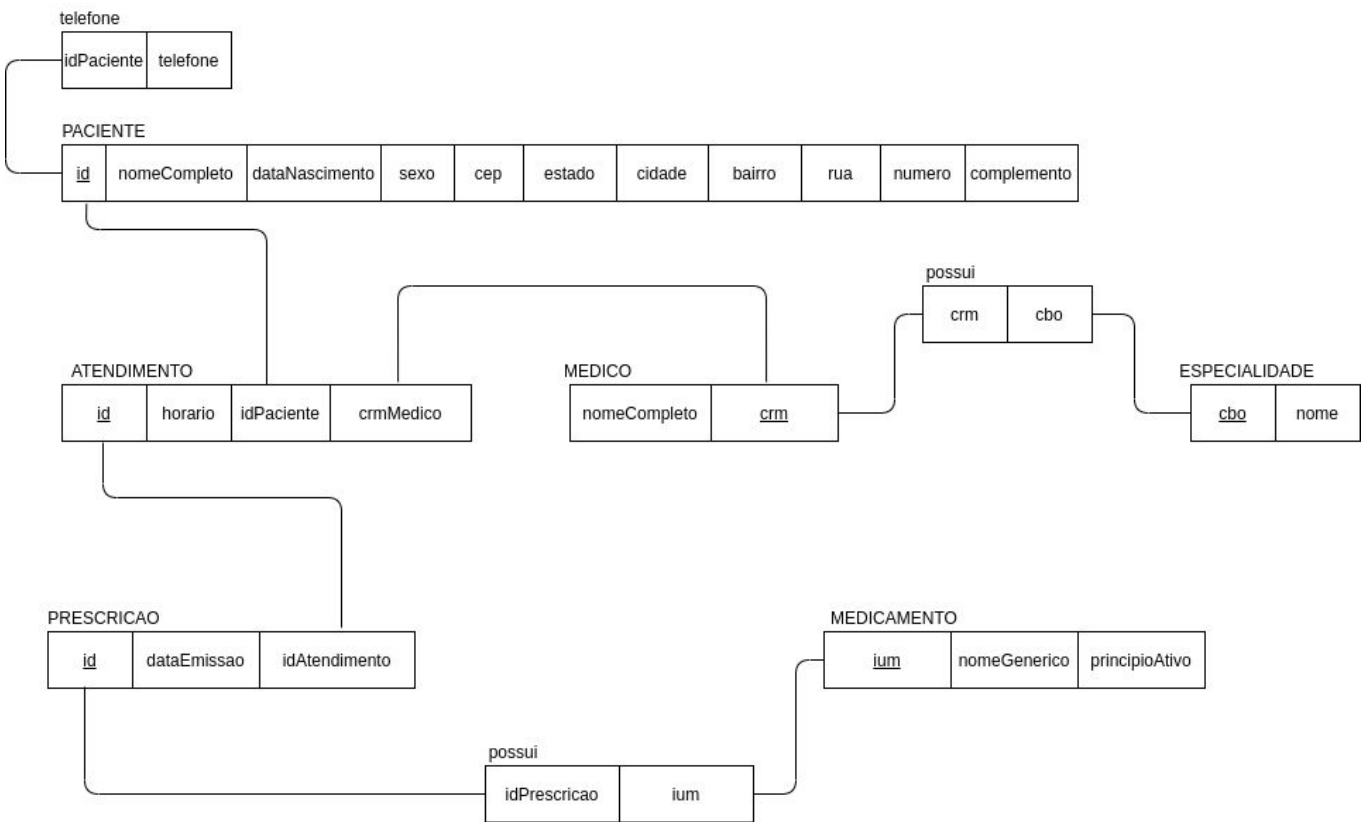 telefone
idPaciente telefone
PACIENTE
id nomeCompleto dataNascimento sexo cep estado cidade bairro rua numero complemento
possui
crm cbo
ATENDIMENTO MEDICO ESPECIALIDADE
id horario idPaciente crmMedico nomeCompleto crm cbo nome
PRESCRICAO MEDICAMENTO
id dataEmissao idAtendimento ium nomeGenerico principioAtivo
possui
idPrescricao ium